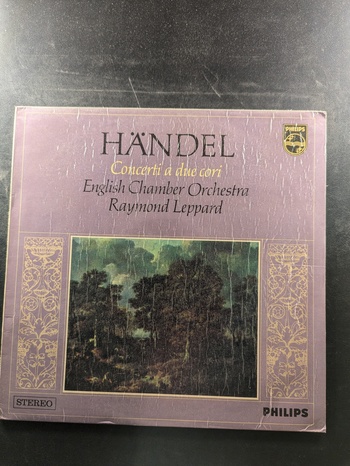 PHILIPS
HÄNDEL
Concerti a due cori
English Chamber Orchestra
Raymond Leppard
STEREO
PHILIPS